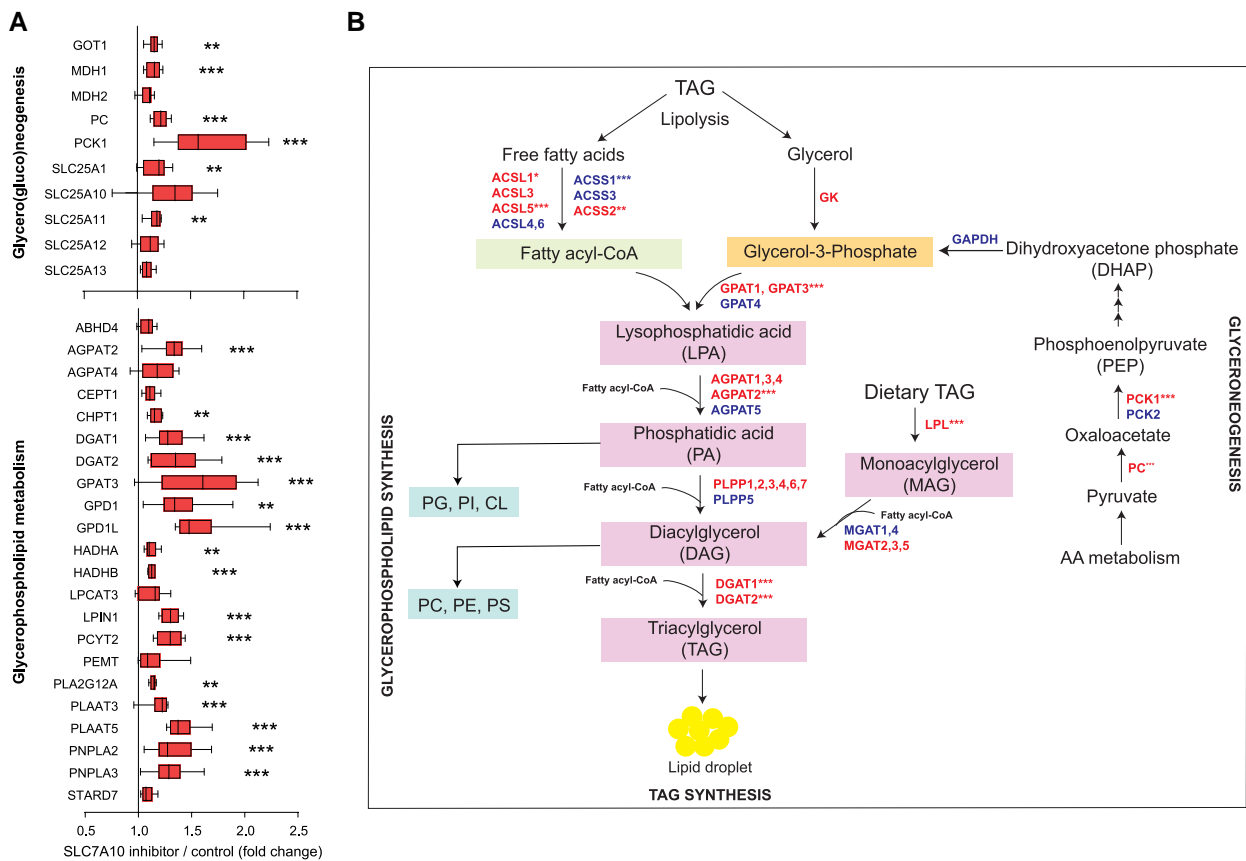 A
Glycero(gluco)neogenesis
GOT1 **
MDH1 ***
MDH2
PC ***
PCK1 ***
SLC25A1 **
SLC25A10
SLC25A11 **
SLC25A12
SLC25A13
Glycerophospholipid metabolism
ABHD4
AGPAT2 ***
AGPAT4
CEPT1
CHPT1 **
DGAT1 ***
DGAT2 ***
GPAT3 ***
GPD1 **
GPD1L ***
HADHA **
HADHB ***
LPCAT3
LPIN1 ***
PCYT2 ***
PEMT
PLA2G12A **
PLAAT3 ***
PLAAT5 ***
PNPLA2 ***
PNPLA3 ***
STARD7
0.5 1.0 1.5 2.0 2.5
SLC7A10 inhibitor / control (fold change)
B
TAG
Lipolysis
Free fatty acids
Glycerol
ACSL1*
ACSL3
ACSL5***
ACSL4,6
ACSS1***
ACSS3
ACSS2**
GK
Fatty acyl-CoA
Glycerol-3-Phosphate
GAPDH
Dihydroxyacetone phosphate
(DHAP)
GPAT1, GPAT3***
GPAT4
Lysophosphatidic acid
(LPA)
Phosphoenolpyruvate
(PEP)
Fatty acyl-CoA
AGPAT1,3,4
AGPAT2***
AGPAT5
Dietary TAG
LPL***
PCK1***
PCK2
Phosphatidic acid
(PA)
Oxaloacetate
PC***
Monoacylglycerol
(MAG)
PG, PI, CL
Fatty acyl-CoA
PLPP1,2,3,4,6,7
PLPP5
Pyruvate
Fatty acyl-CoA
MGAT1,4
MGAT2,3,5
Diacylglycerol
(DAG)
AA metabolism
PC, PE, PS
Fatty acyl-CoA
DGAT1***
DGAT2***
Triacylglycerol
(TAG)
Lipid droplet
TAG SYNTHESIS
GLYCEROPHOSPHOLIPID SYNTHESIS
GLYCERONEOGENESIS